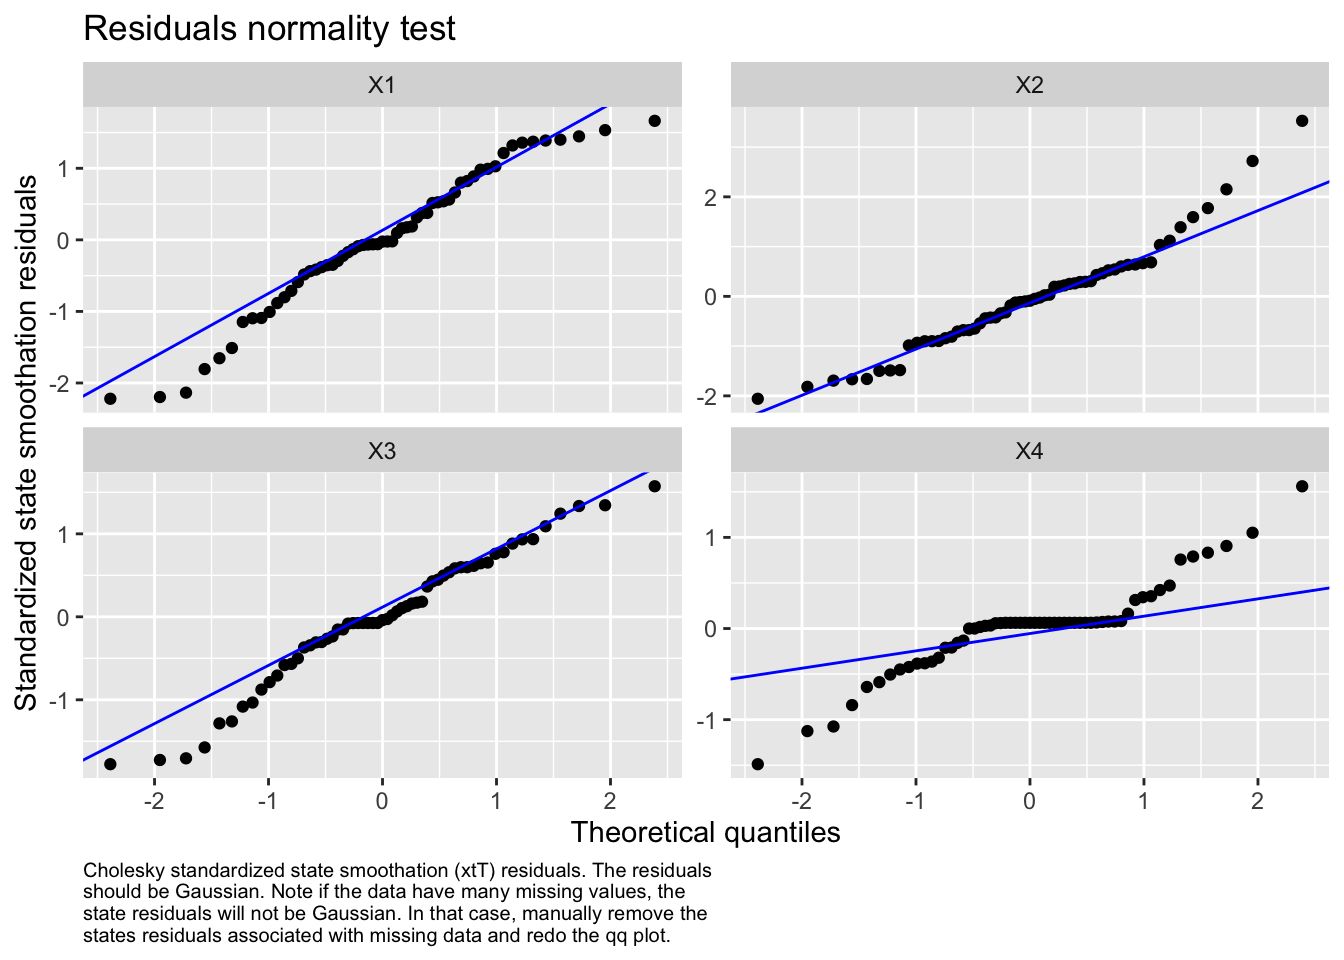 Residuals normality test
X1
X2
1
0
-1
-2
2
0
-2
X3
X4
1
0
-1
1
0
-1
-2
-1
0
1
2
-2
-1
0
1
2
Standardized state smoothation residuals
Theoretical quantiles
Cholesky standardized state smoothation (xtT) residuals. The residuals
should be Gaussian. Note if the data have many missing values, the
state residuals will not be Gaussian. In that case, manually remove the
states residuals associated with missing data and redo the qq plot.